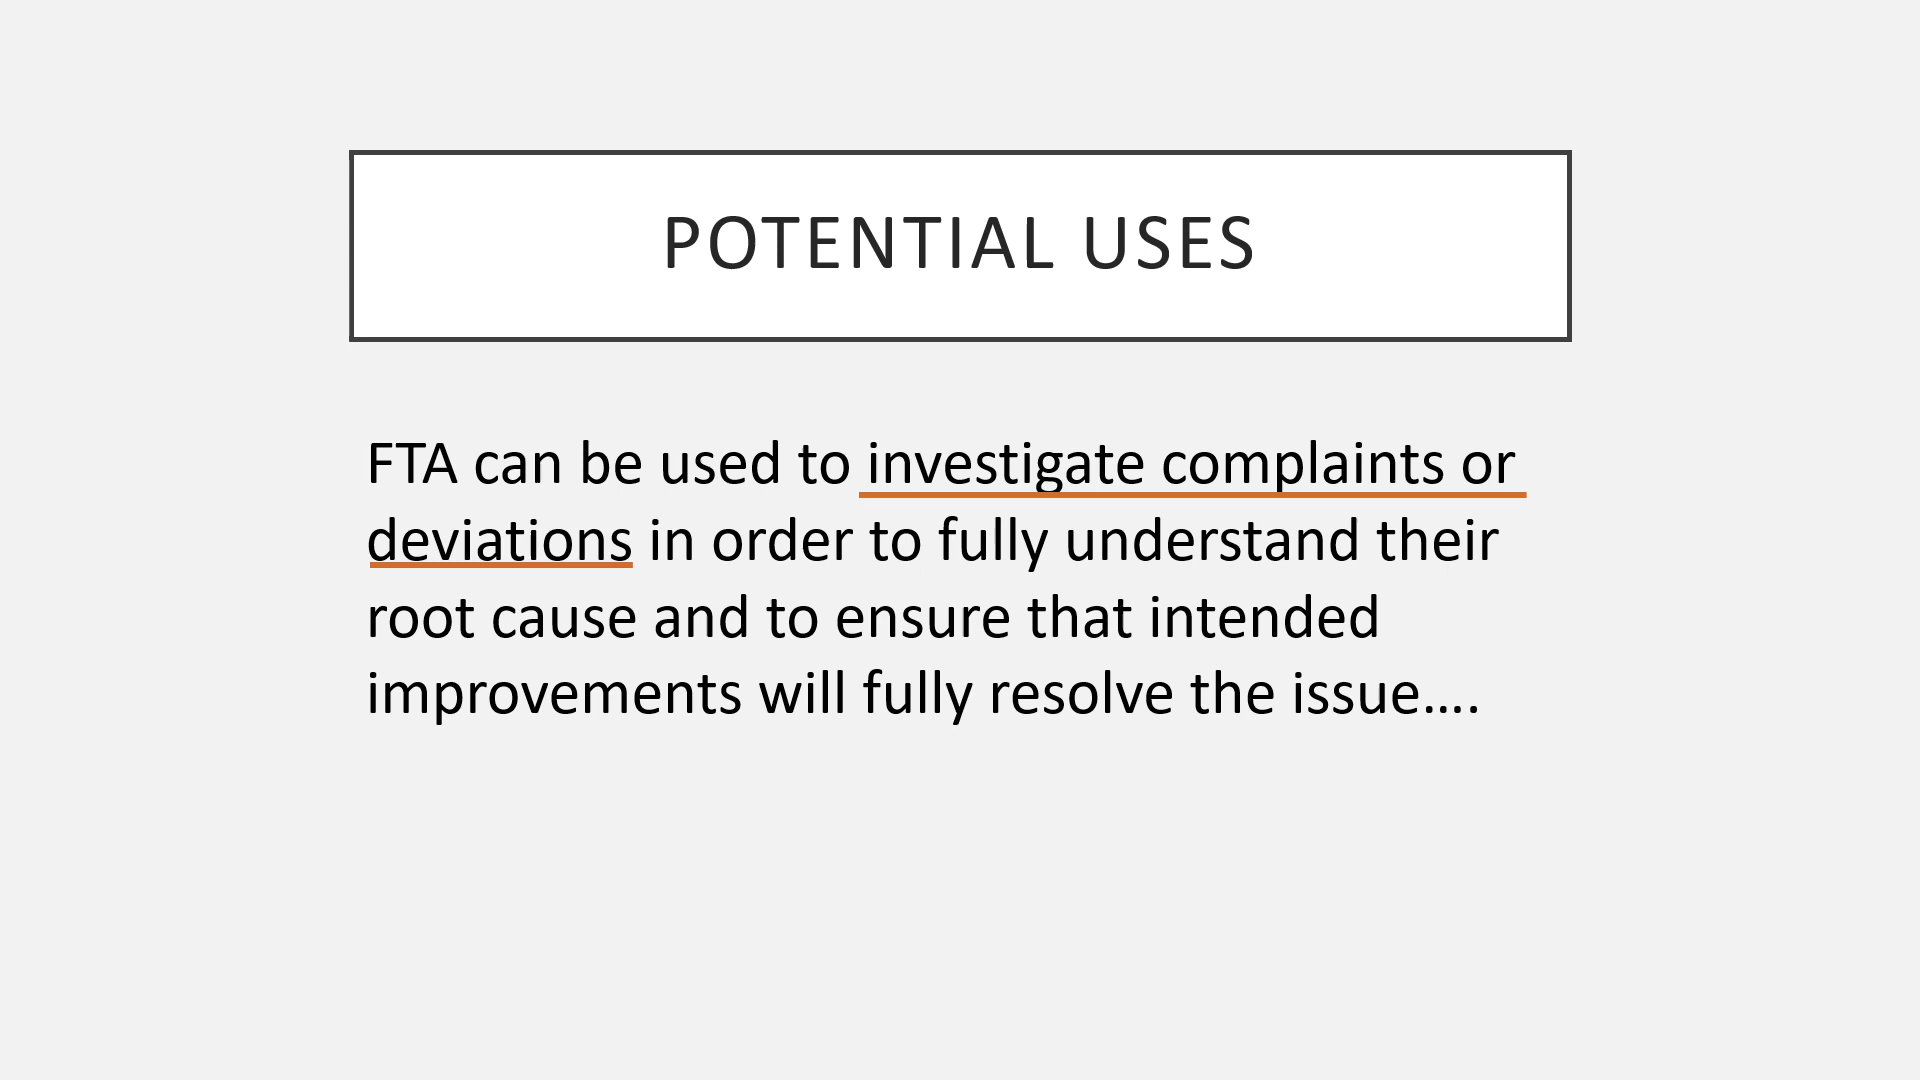 POTENTIAL USES
FTA can be used to investigate complaints or
deviations in order to fully understand their
root cause and to ensure that intended
improvements will fully resolve the issue….